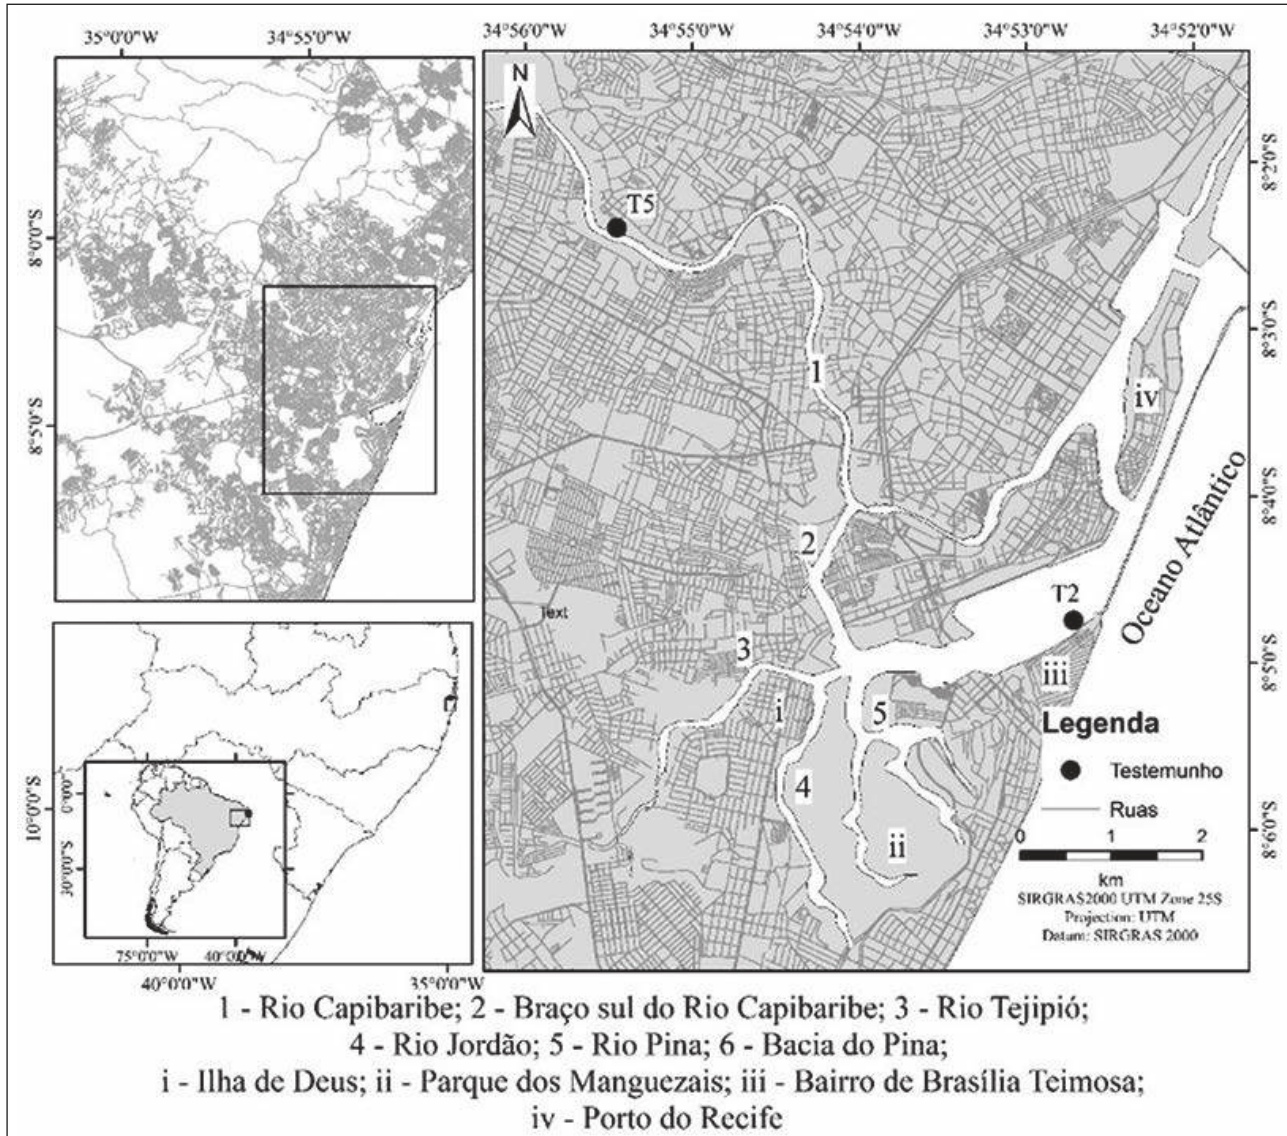 35°0'0"W 34°55'0"W
8°0'0"S
8°5'0"S
34°56'0"W 34°55'0"W 34°54'0"W 34°53'0"W 34°52'0"W
N
T5
8°2'0"S
8°30'0"S
1
iv
8°4'0"S
2
Oceano Atlântico
T2
Text
8°5'0"S
3
iii
i
5
Legenda
Testemunho
4
Ruas
0 1 2
ii
8°6'0"S
km
SIRGRAS2000 UTM Zone 25S
Projection: UTM
Datum: SIRGRAS 2000
10°0'0"S
0°0'0"
30°0'0"S
75°0'0"W 40°0'0"W
40°0'0"W 35°0'0"W
1 - Rio Capibaribe; 2 - Braço sul do Rio Capibaribe; 3 - Rio Tejipió;
4 - Rio Jordão; 5 - Rio Pina; 6 - Bacia do Pina;
i - Ilha de Deus; ii - Parque dos Manguezais; iii - Bairro de Brasília Teimosa;
iv - Porto do Recife